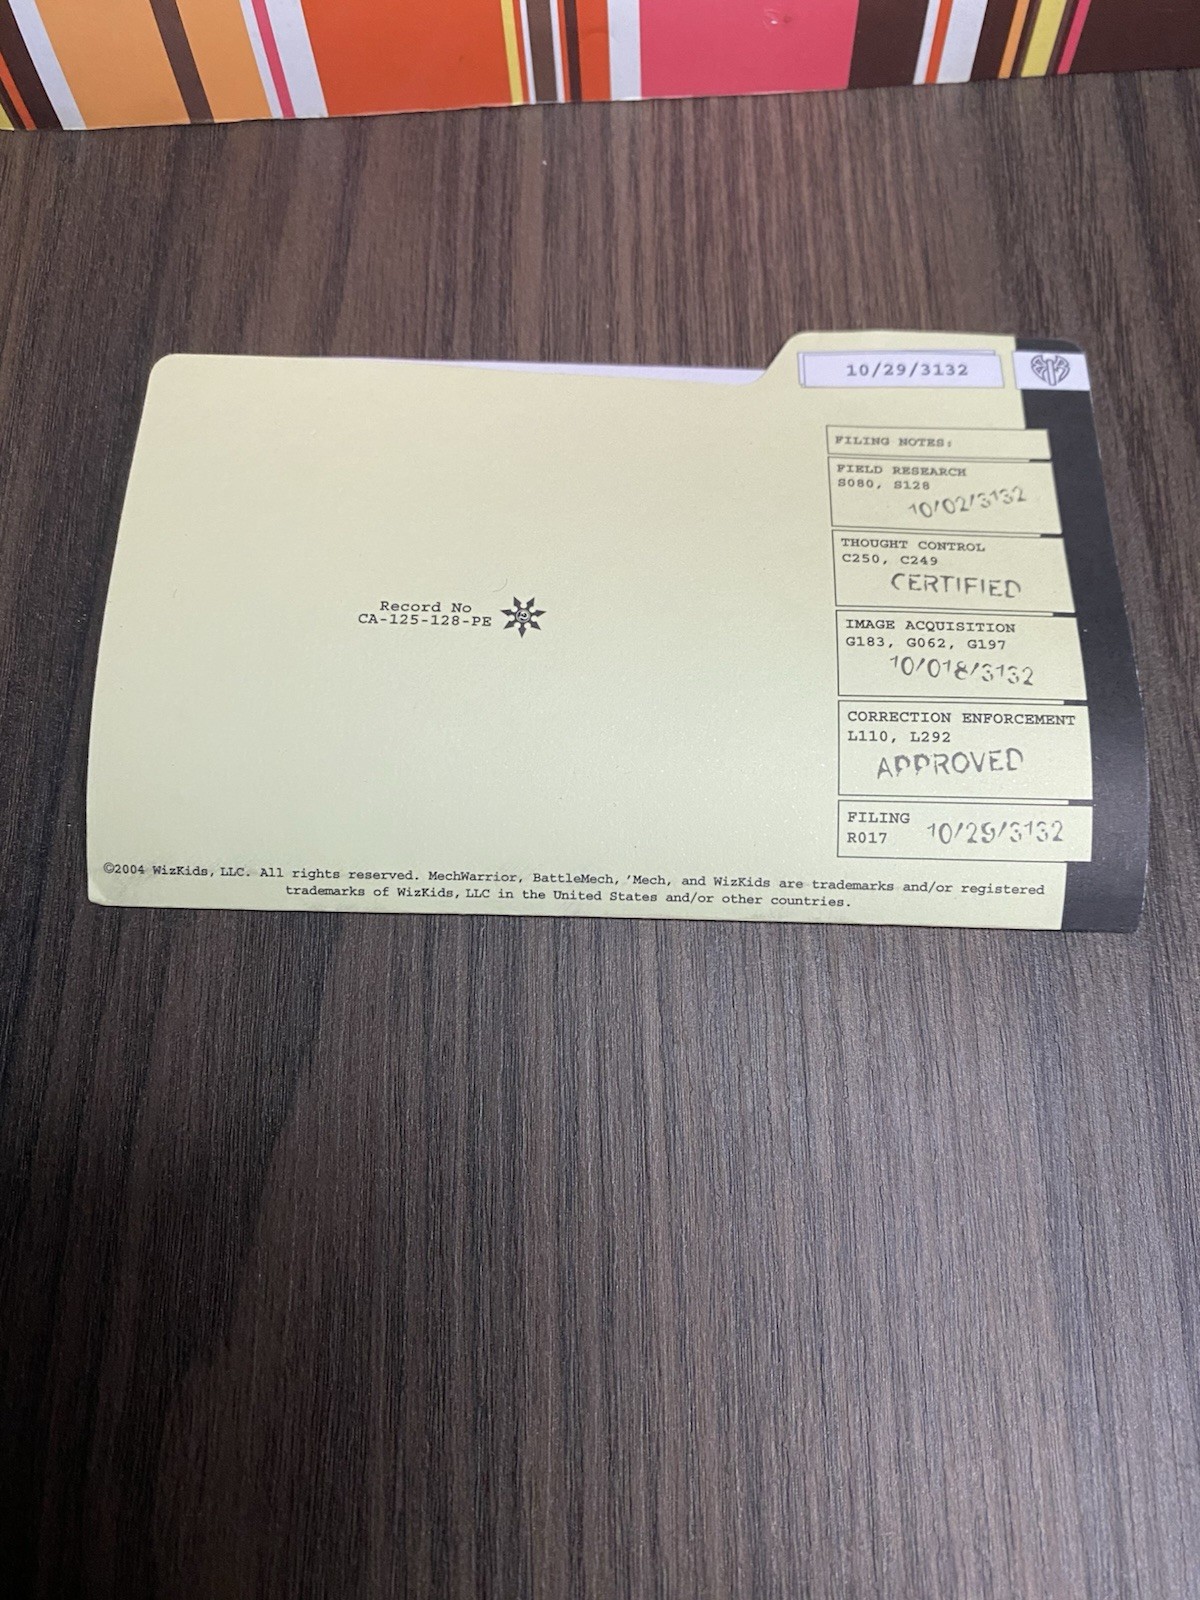 10/29/3132
FILING NOTES:
FIELD RESEARCH
S080, S128
10/02/3132
THOUGHT CONTROL
C250, C249
CERTIFIED
IMAGE ACQUISITION
G183, G062, G197
10/018/3132
CORRECTION ENFORCEMENT
L110, L292
APPROVED
FILING
R017 10/29/3132
Record No
CA-125-128-PE
©2004 WizKids, LLC. All rights reserved. MechWarrior, BattleMech, 'Mech, and WizKids are trademarks and/or registered
trademarks of WizKids, LLC in the United States and/or other countries.